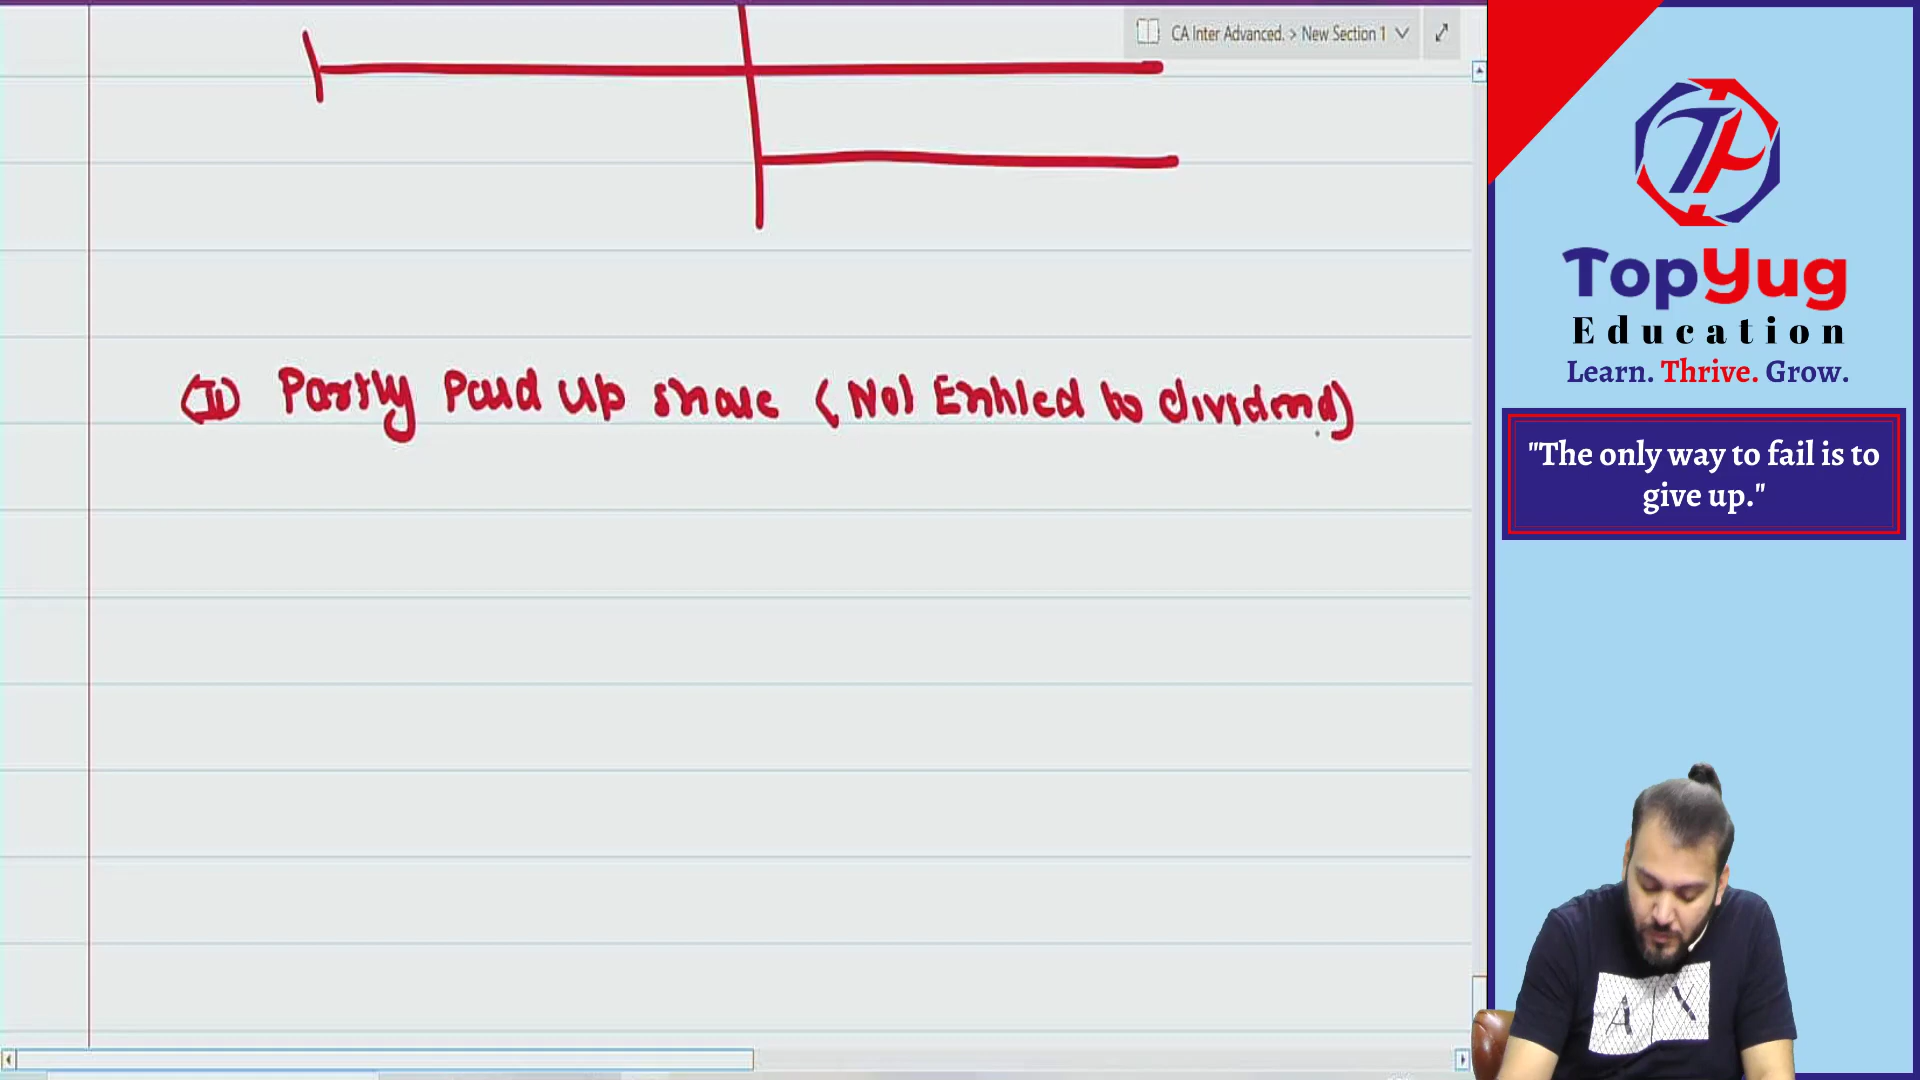 CA Inter Advanced. > New Section 1
(II) Partly Paid up share (Not Entitled to dividend)
TopYug
Education
Learn. Thrive. Grow.
"The only way to fail is to
give up."
A X